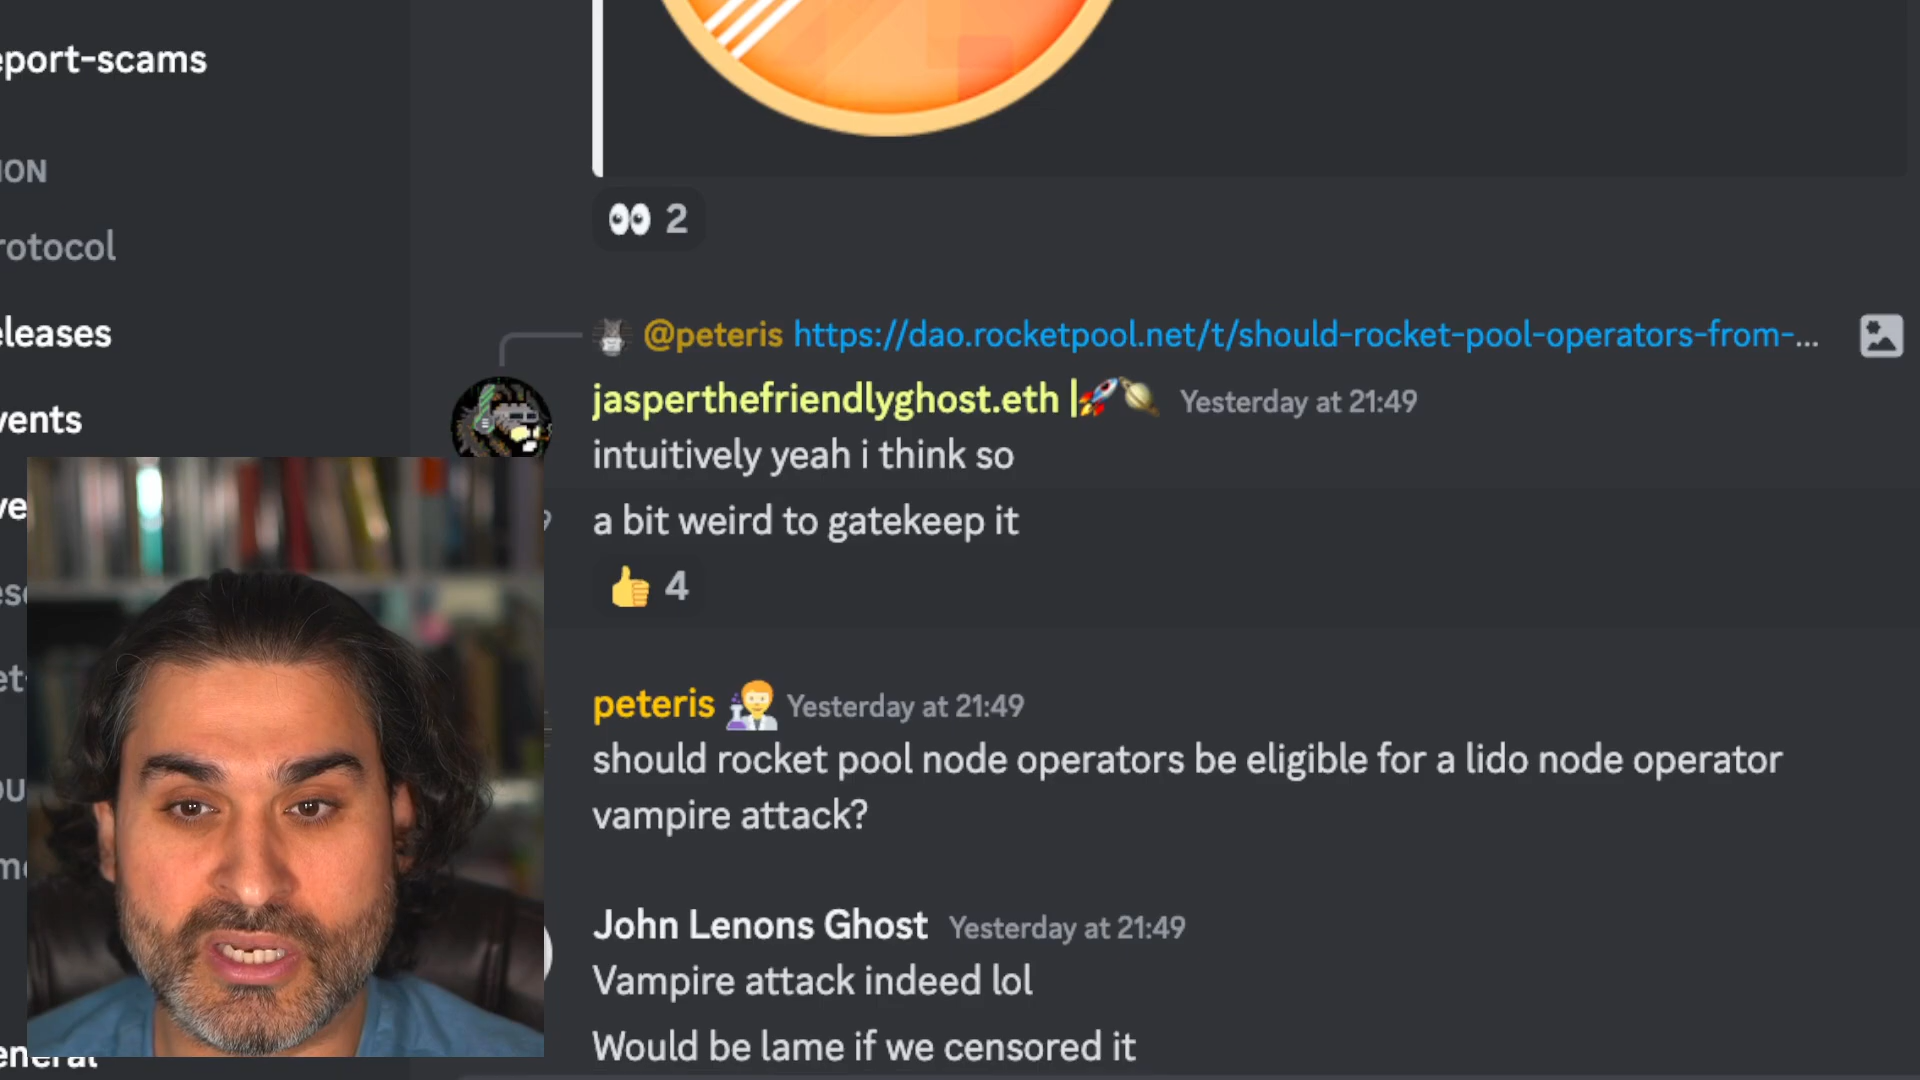 eport-scams
ION
rotocol
eleases
vents
👀 2
@peteris https://dao.rocketpool.net/t/should-rocket-pool-operators-from-...
jasperthefriendlyghost.eth |🚀🪐 Yesterday at 21:49
intuitively yeah i think so
a bit weird to gatekeep it
👍 4
peteris 🧑‍🔬 Yesterday at 21:49
should rocket pool node operators be eligible for a lido node operator
vampire attack?
John Lenons Ghost Yesterday at 21:49
Vampire attack indeed lol
Would be lame if we censored it